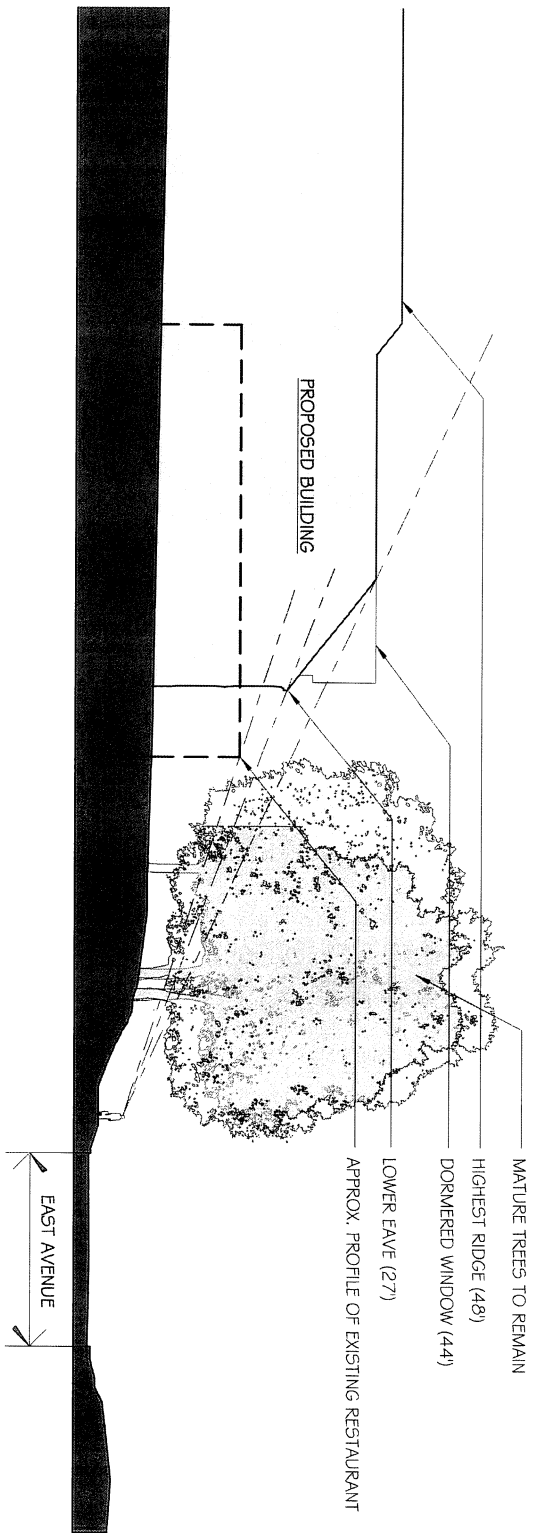 MATURE TREES TO REMAIN
HIGHEST RIDGE (48')
DORMERED WINDOW (44')
LOWER EAVE (27')
APPROX. PROFILE OF EXISTING RESTAURANT
PROPOSED BUILDING
EAST AVENUE